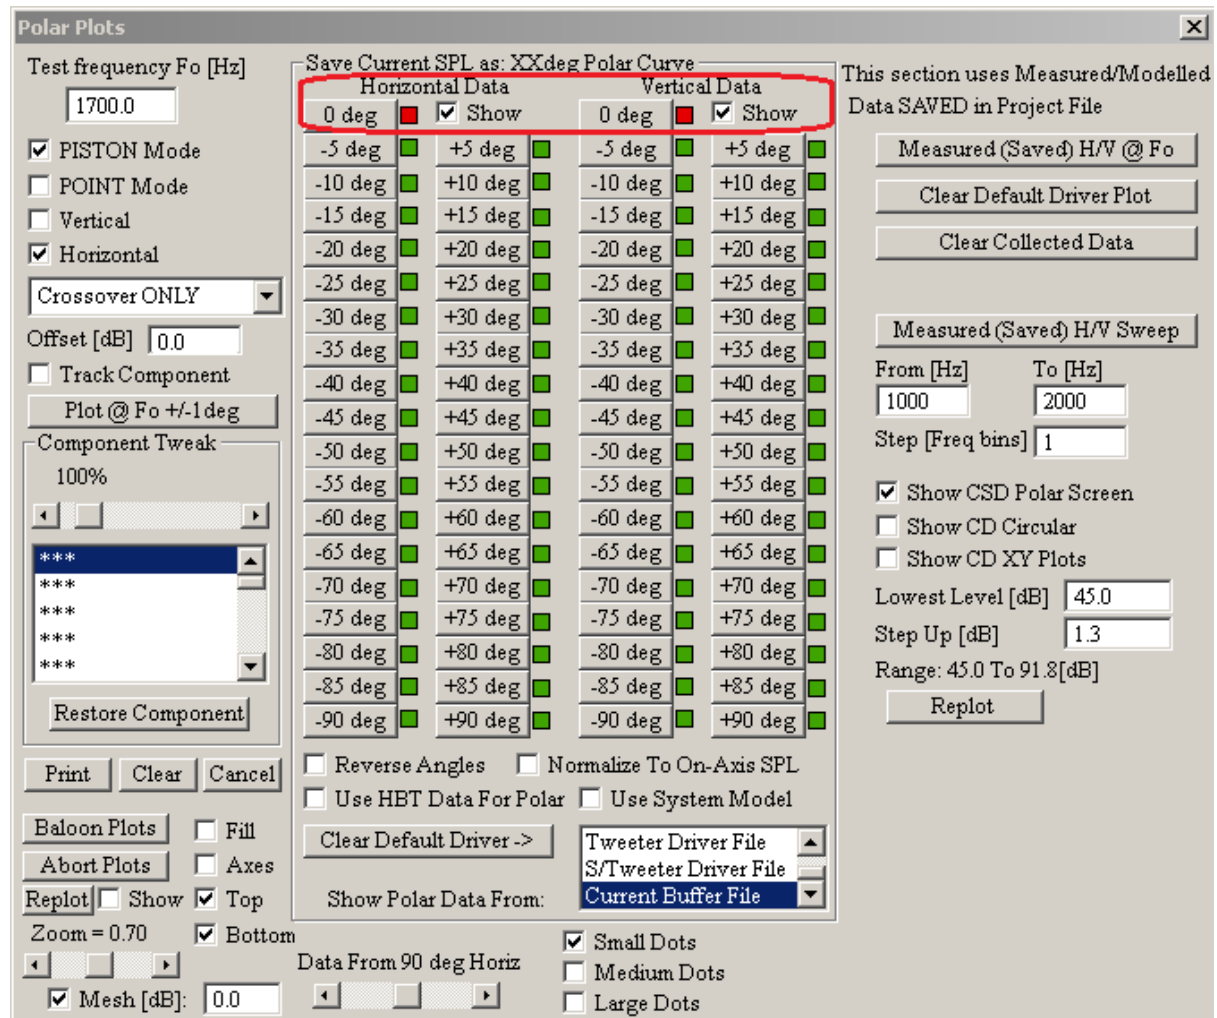 Polar Plots
Test frequency Fo [Hz]
1700.0
PISTON Mode
POINT Mode
Vertical
Horizontal
Crossover ONLY
Offset [dB] 0.0
Track Component
Plot @ Fo +/-1deg
Component Tweak
100%
***
***
***
***
***
Restore Component
Print Clear Cancel
Baloon Plots Fill
Abort Plots Axes
Replot Show Top
Zoom = 0.70 Bottom
Mesh [dB]: 0.0
Save Current SPL as: XXdeg Polar Curve
Horizontal Data Vertical Data
0 deg Show 0 deg Show
-5 deg +5 deg -5 deg +5 deg
-10 deg +10 deg -10 deg +10 deg
-15 deg +15 deg -15 deg +15 deg
-20 deg +20 deg -20 deg +20 deg
-25 deg +25 deg -25 deg +25 deg
-30 deg +30 deg -30 deg +30 deg
-35 deg +35 deg -35 deg +35 deg
-40 deg +40 deg -40 deg +40 deg
-45 deg +45 deg -45 deg +45 deg
-50 deg +50 deg -50 deg +50 deg
-55 deg +55 deg -55 deg +55 deg
-60 deg +60 deg -60 deg +60 deg
-65 deg +65 deg -65 deg +65 deg
-70 deg +70 deg -70 deg +70 deg
-75 deg +75 deg -75 deg +75 deg
-80 deg +80 deg -80 deg +80 deg
-85 deg +85 deg -85 deg +85 deg
-90 deg +90 deg -90 deg +90 deg
Reverse Angles Normalize To On-Axis SPL
Use HBT Data For Polar Use System Model
Clear Default Driver ->
Show Polar Data From:
Tweeter Driver File
S/Tweeter Driver File
Current Buffer File
Data From 90 deg Horiz
Small Dots
Medium Dots
Large Dots
This section uses Measured/Modelled
Data SAVED in Project File
Measured (Saved) H/V @ Fo
Clear Default Driver Plot
Clear Collected Data
Measured (Saved) H/V Sweep
From [Hz] To [Hz]
1000 2000
Step [Freq bins] 1
Show CSD Polar Screen
Show CD Circular
Show CD XY Plots
Lowest Level [dB] 45.0
Step Up [dB] 1.3
Range: 45.0 To 91.8[dB]
Replot